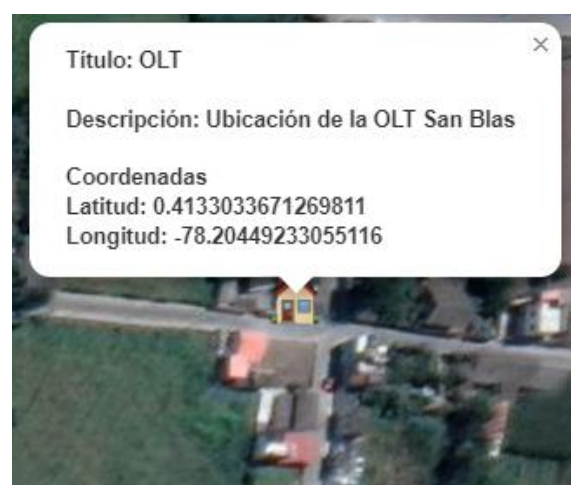 Título: OLT
Descripción: Ubicación de la OLT San Blas
Coordenadas
Latitud: 0.4133033671269811
Longitud: -78.20449233055116